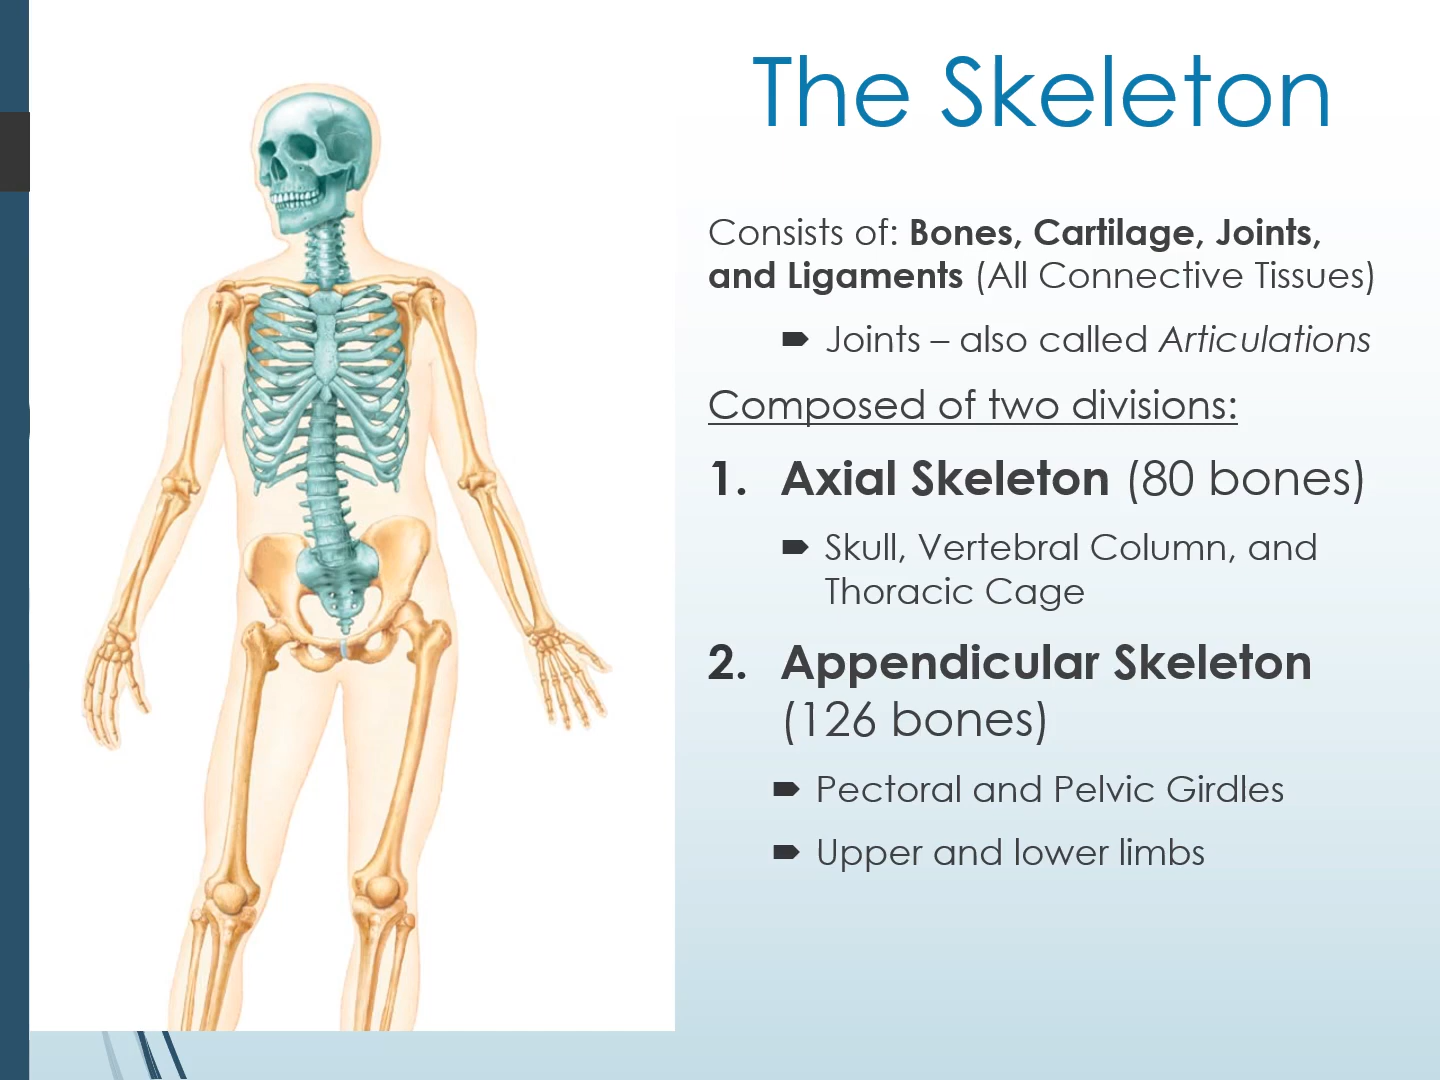 The Skeleton
Consists of: Bones, Cartilage, Joints,
and Ligaments (All Connective Tissues)
Joints – also called Articulations
Composed of two divisions:
1. Axial Skeleton (80 bones)
Skull, Vertebral Column, and
Thoracic Cage
2. Appendicular Skeleton
(126 bones)
Pectoral and Pelvic Girdles
Upper and lower limbs